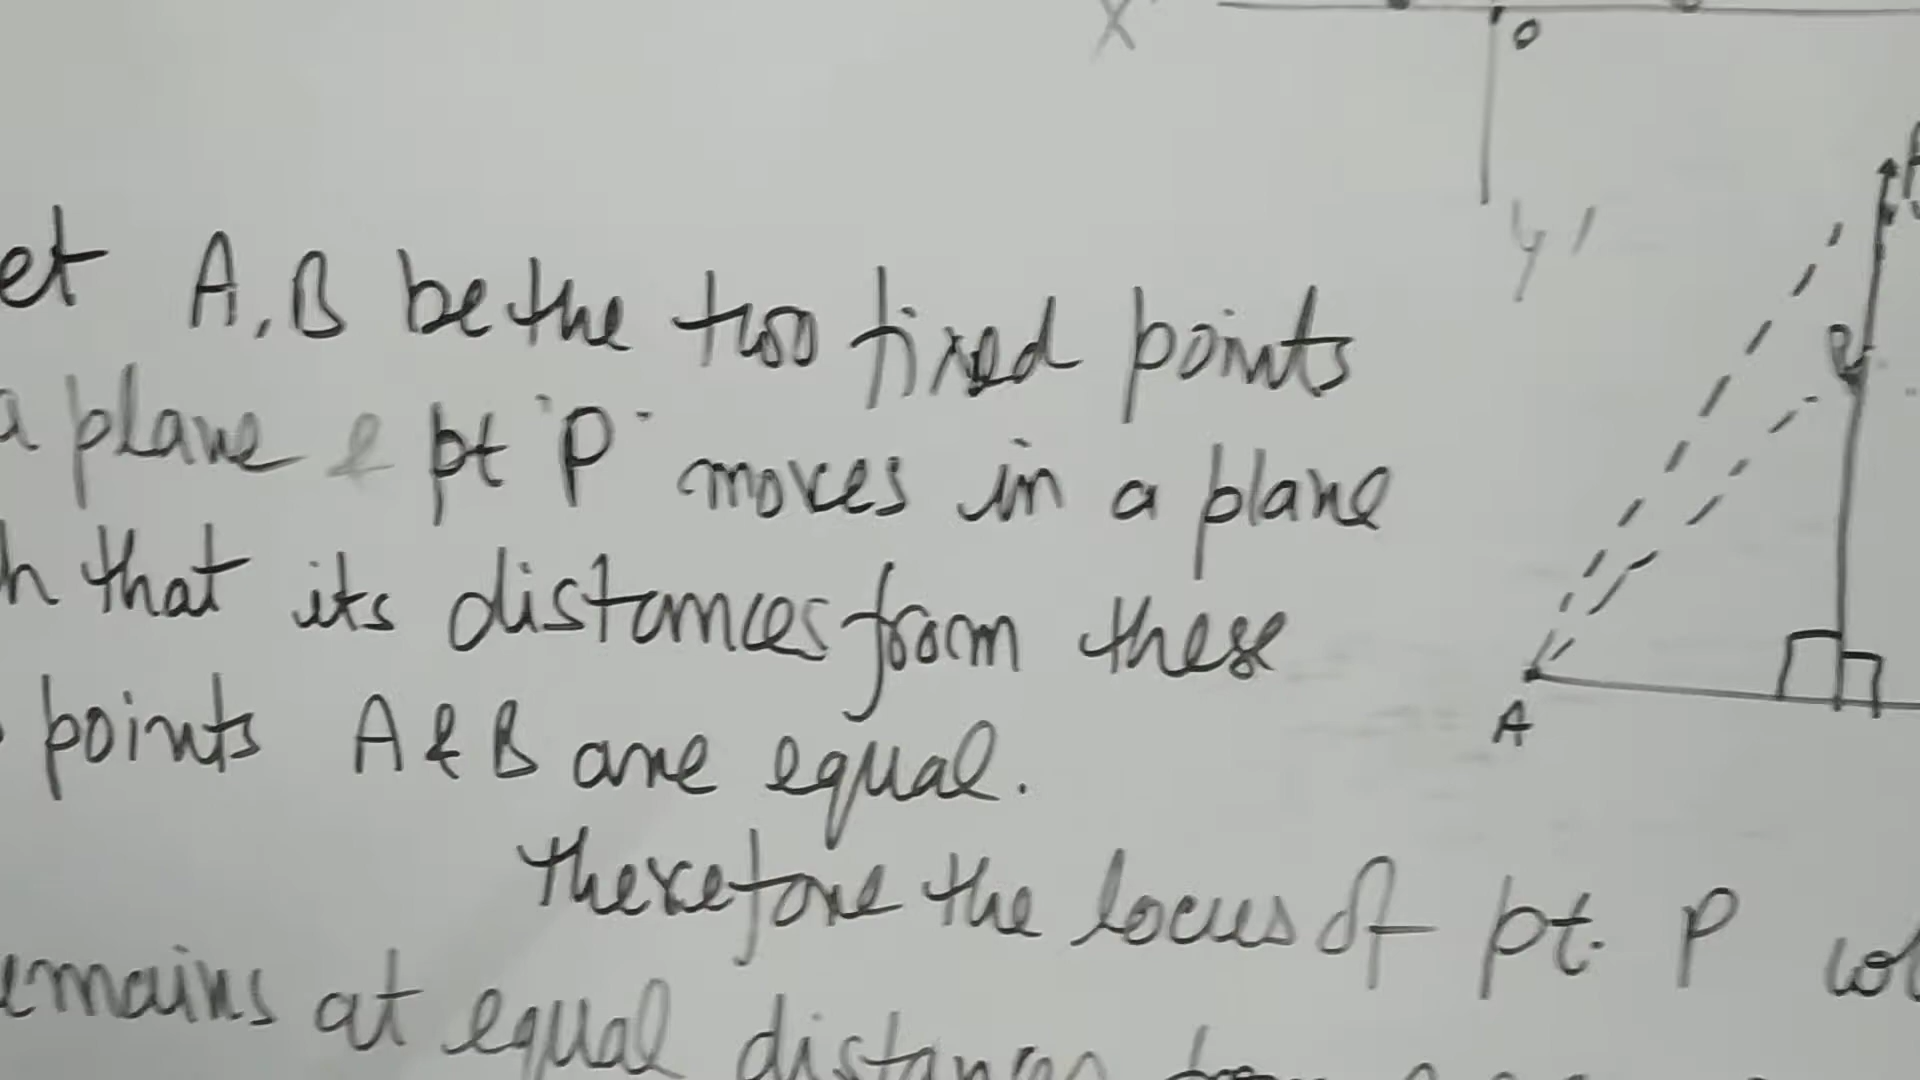 X
O
Y'
et A, B be the two fixed points
a plane & pt "P" moves in a plane
h that its distances from these
points A & B are equal.
A
therefore the locus of pt. P
emains at equal distances